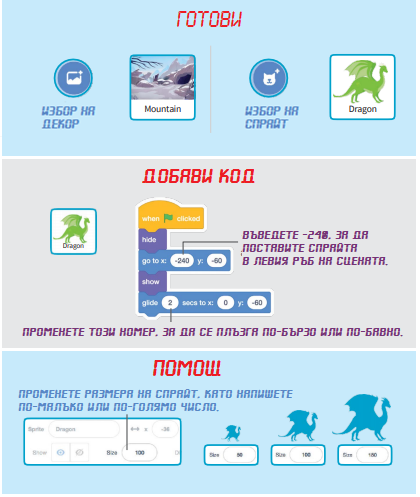 ГОТОВИ
ИЗБОР НА
ДЕКОР
Mountain
ИЗБОР НА
СПРАЙТ
Dragon
ДОБАВИ КОД
Dragon
when clicked
hide
go to x: -240 y: -60
show
glide 2 secs to x: 0 y: -60
ВЪВЕДЕТЕ -240, ЗА ДА
ПОСТАВИТЕ СПРАЙТА
В ЛЕВИЯ РЪБ НА СЦЕНАТА.
ПРОМЕНЕТЕ ТОЗИ НОМЕР, ЗА ДА СЕ ПЛЪЗГА ПО-БЪРЗО ИЛИ ПО-БАВНО.
ПОМОЩ
ПРОМЕНЕТЕ РАЗМЕРА НА СПРАЙТ, КАТО НАПИШЕТЕ
ПО-МАЛЪКО ИЛИ ПО-ГОЛЯМО ЧИСЛО.
Sprite Dragon x -36
Show Size 100
Size 50
Size 100
Size 150